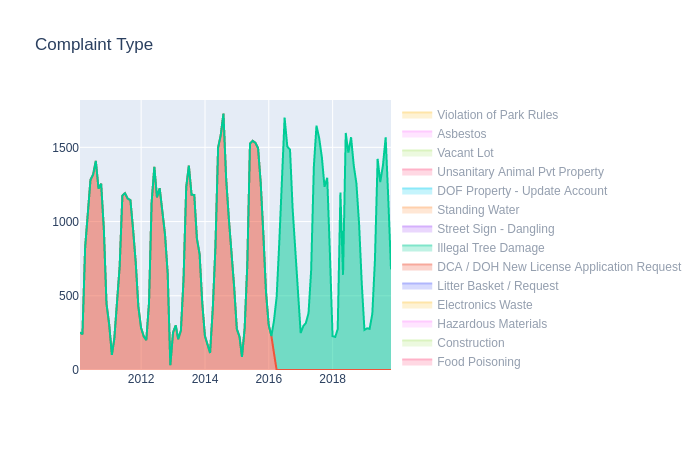 Complaint Type
1500
1000
500
0
2012
2014
2016
2018
Violation of Park Rules
Asbestos
Vacant Lot
Unsanitary Animal Pvt Property
DOF Property - Update Account
Standing Water
Street Sign - Dangling
Illegal Tree Damage
DCA / DOH New License Application Request
Litter Basket / Request
Electronics Waste
Hazardous Materials
Construction
Food Poisoning